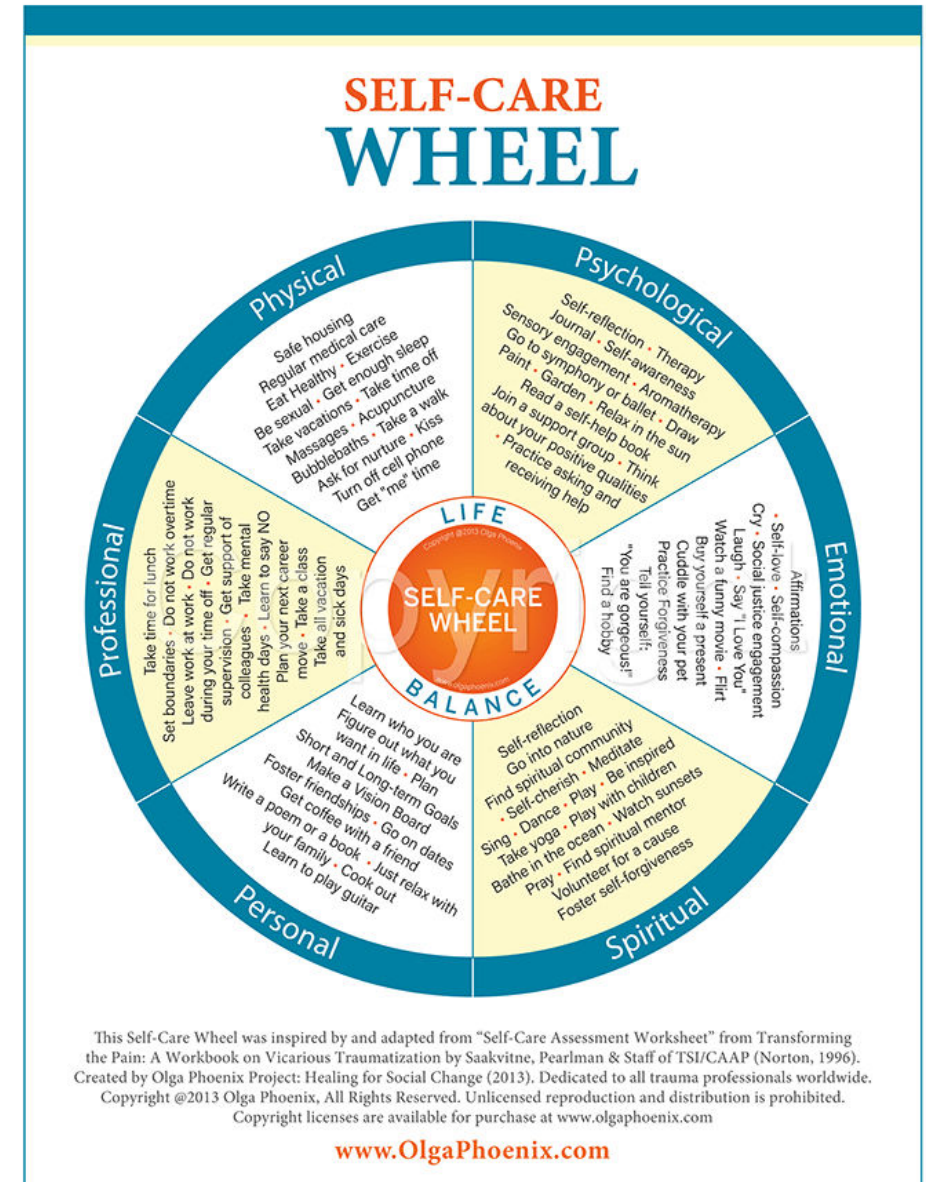 SELF-CARE
WHEEL
Physical
Safe housing
Regular medical care
Eat Healthy • Exercise
Be sexual • Get enough sleep
Take vacations • Take time off
Massages • Acupuncture
Bubblebaths • Take a walk
Ask for nurture • Kiss
Turn off cell phone
Get "me" time
Psychological
Self-reflection • Therapy
Journal • Self-awareness
Sensory engagement • Aromatherapy
Go to symphony or ballet • Draw
Paint • Garden • Relax in the sun
Read a self-help book
Join a support group • Think
about your positive qualities
• Practice asking and
receiving help
Emotional
Affirmations
• Self-love • Self-compassion
Cry • Social justice engagement
Laugh • Say "I Love You"
Watch a funny movie • Flirt
Buy yourself a present
Cuddle with your pet
Practice Forgiveness
Tell yourself:
"You are gorgeous!"
Find a hobby
Spiritual
Self-reflection
Go into nature
Find spiritual community
• Self-cherish • Meditate
Sing • Dance • Play • Be inspired
Take yoga • Play with children
Bathe in the ocean • Watch sunsets
Pray • Find spiritual mentor
Volunteer for a cause
Foster self-forgiveness
Personal
Learn who you are
Figure out what you
want in life • Plan
Short and Long-term Goals
Make a Vision Board
Foster friendships • Go on dates
Get coffee with a friend
Write a poem or a book • Just relax with
your family • Cook out
Learn to play guitar
Professional
Take time for lunch
Set boundaries • Do not work overtime
Leave work at work • Do not work
during your time off • Get regular
supervision • Get support of
colleagues • Take mental
health days • Learn to say NO
Plan your next career
move • Take a class
Take all vacation
and sick days
LIFE
Copyright @2013 Olga Phoenix
SELF-CARE
WHEEL
www.olgaphoenix.com
BALANCE
This Self-Care Wheel was inspired by and adapted from “Self-Care Assessment Worksheet” from Transforming
the Pain: A Workbook on Vicarious Traumatization by Saakvitne, Pearlman & Staff of TSI/CAAP (Norton, 1996).
Created by Olga Phoenix Project: Healing for Social Change (2013). Dedicated to all trauma professionals worldwide.
Copyright @2013 Olga Phoenix, All Rights Reserved. Unlicensed reproduction and distribution is prohibited.
Copyright licenses are available for purchase at www.olgaphoenix.com
www.OlgaPhoenix.com